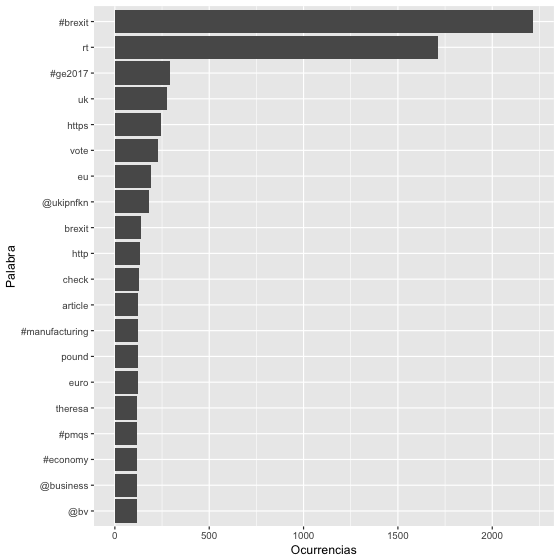 Palabra
#brexit
rt
#ge2017
uk
https
vote
eu
@ukipnfkn
brexit
http
check
article
#manufacturing
pound
euro
theresa
#pmqs
#economy
@business
@bv
0 500 1000 1500 2000
Ocurrencias